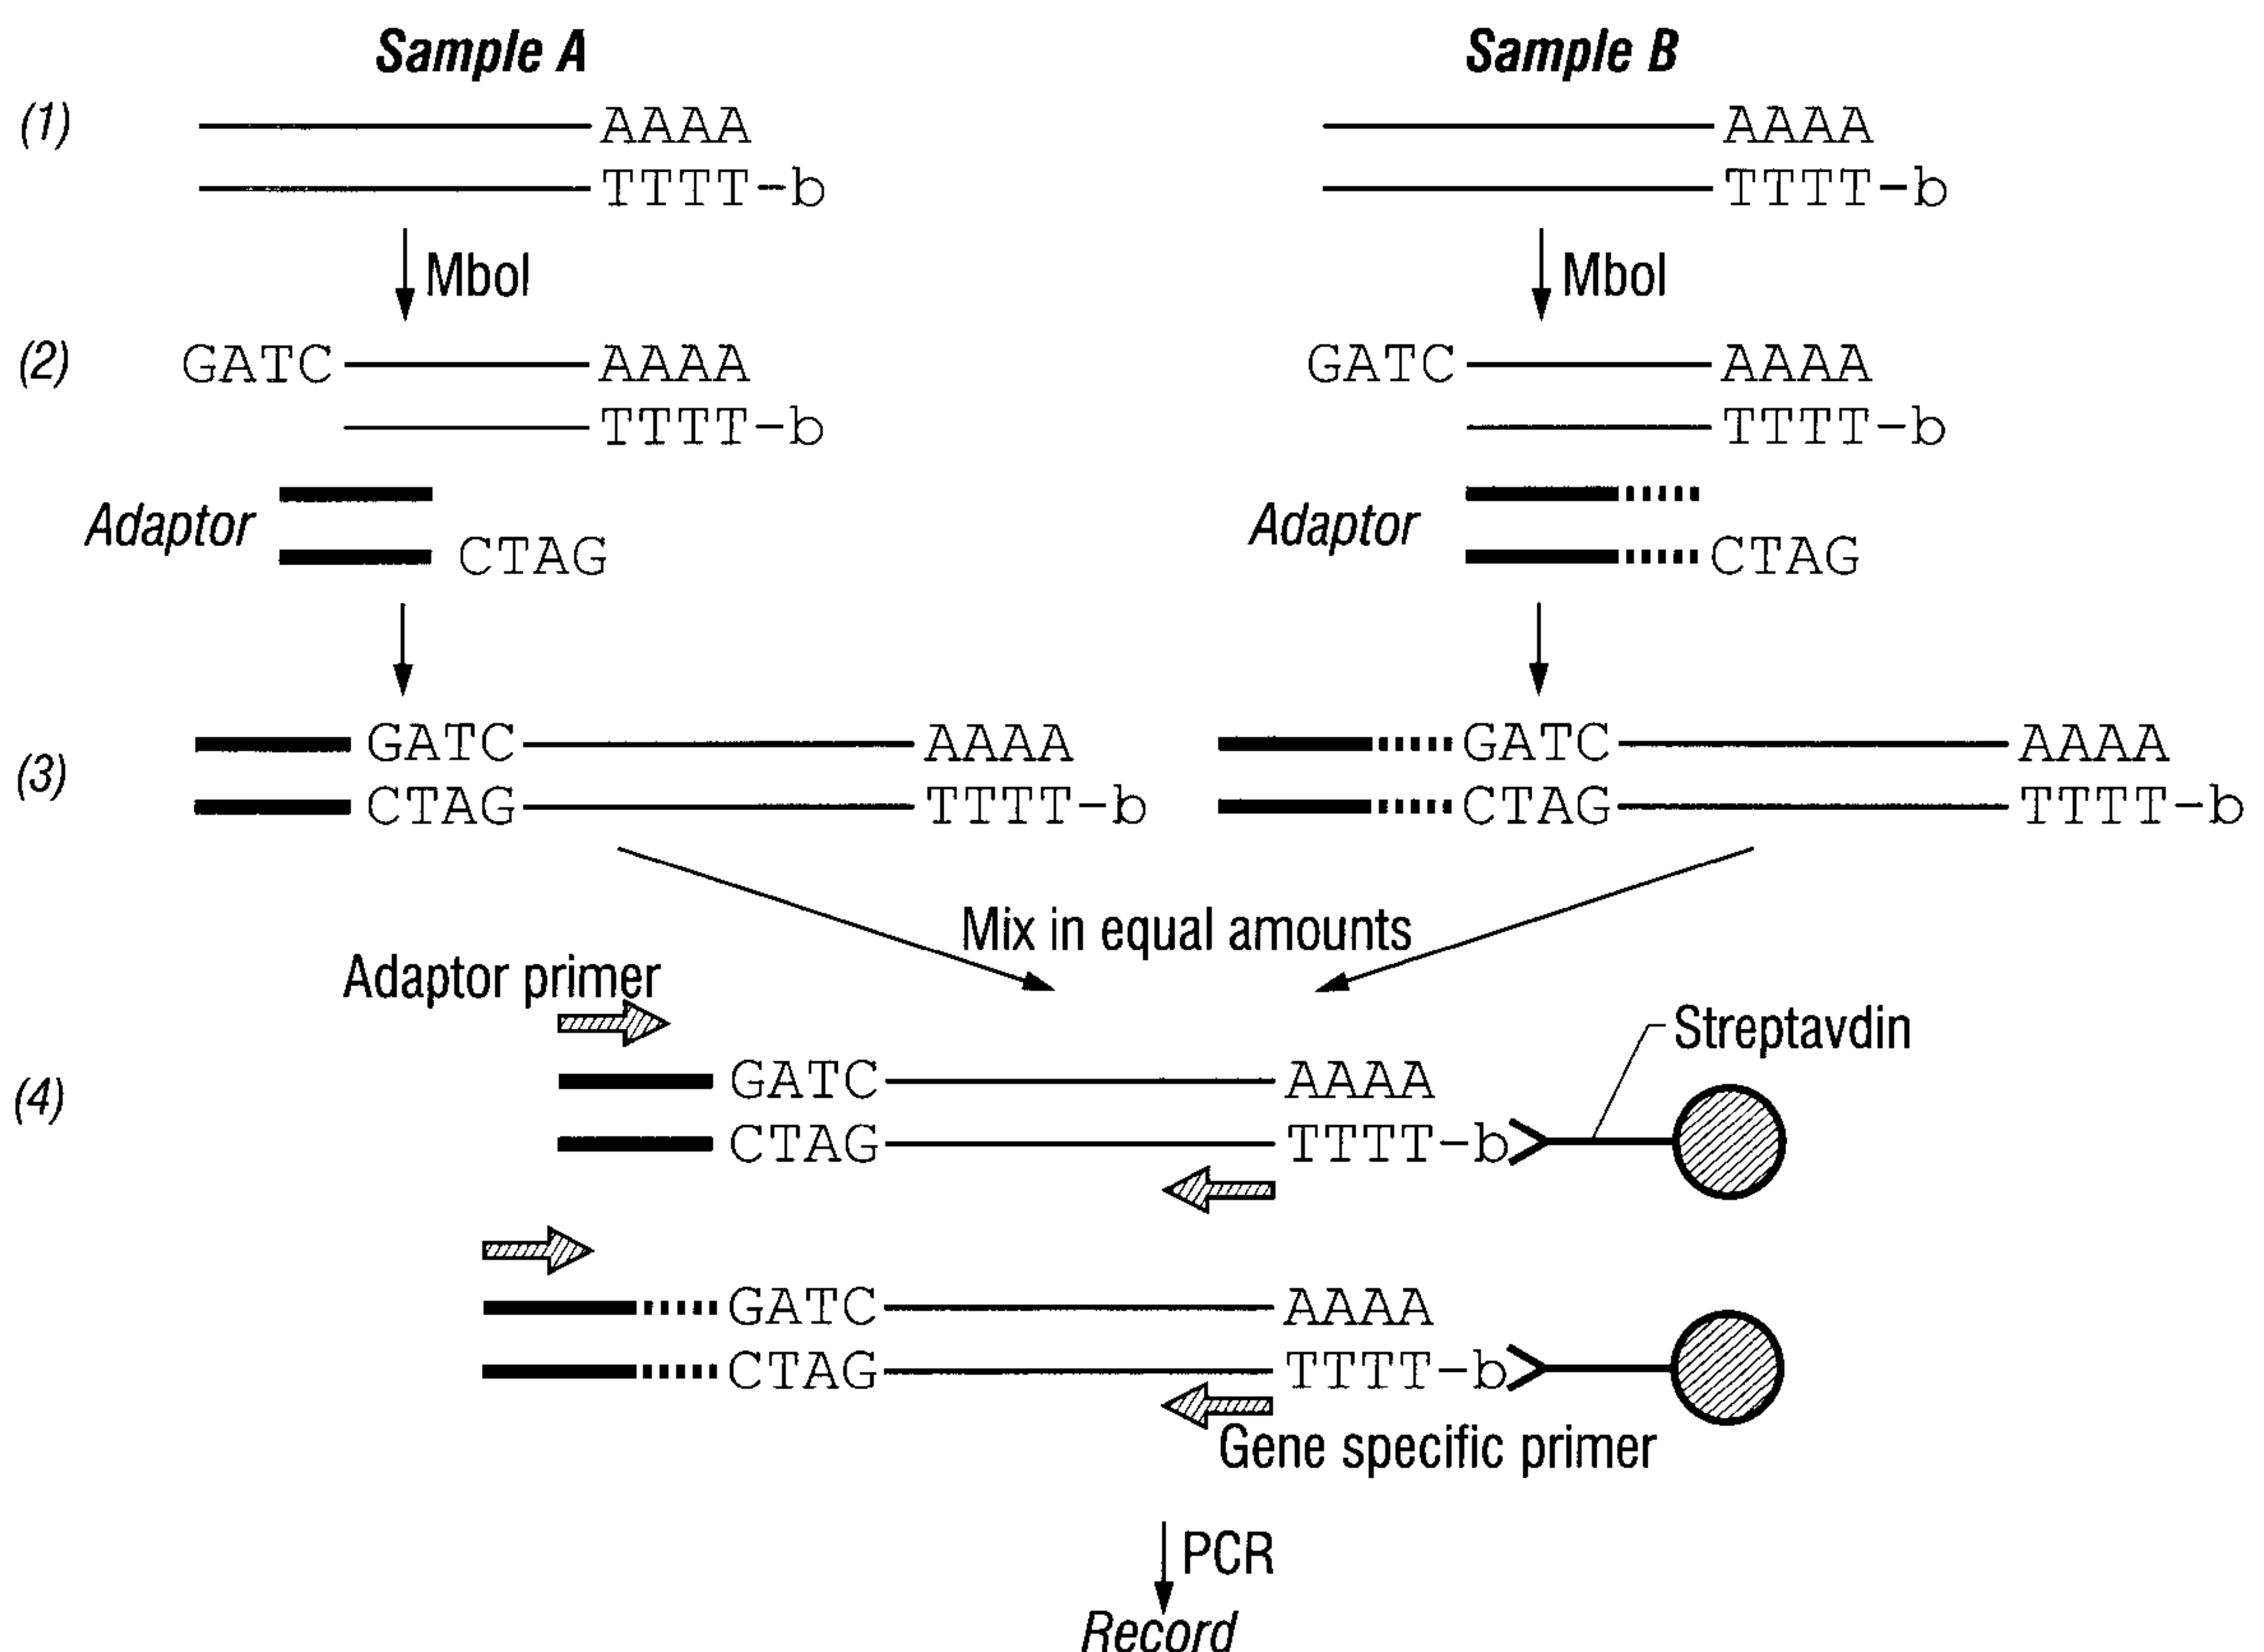 Sample A Sample B
(1) AAAA AAAA
TTTT-b TTTT-b
MboI MboI
(2) GATC AAAA GATC AAAA
TTTT-b TTTT-b
Adaptor Adaptor
CTAG CTAG
(3) GATC AAAA GATC AAAA
CTAG TTTT-b CTAG TTTT-b
Mix in equal amounts
Adaptor primer
Streptavdin
(4) GATC AAAA
CTAG TTTT-b
GATC AAAA
CTAG TTTT-b
Gene specific primer
PCR
Record